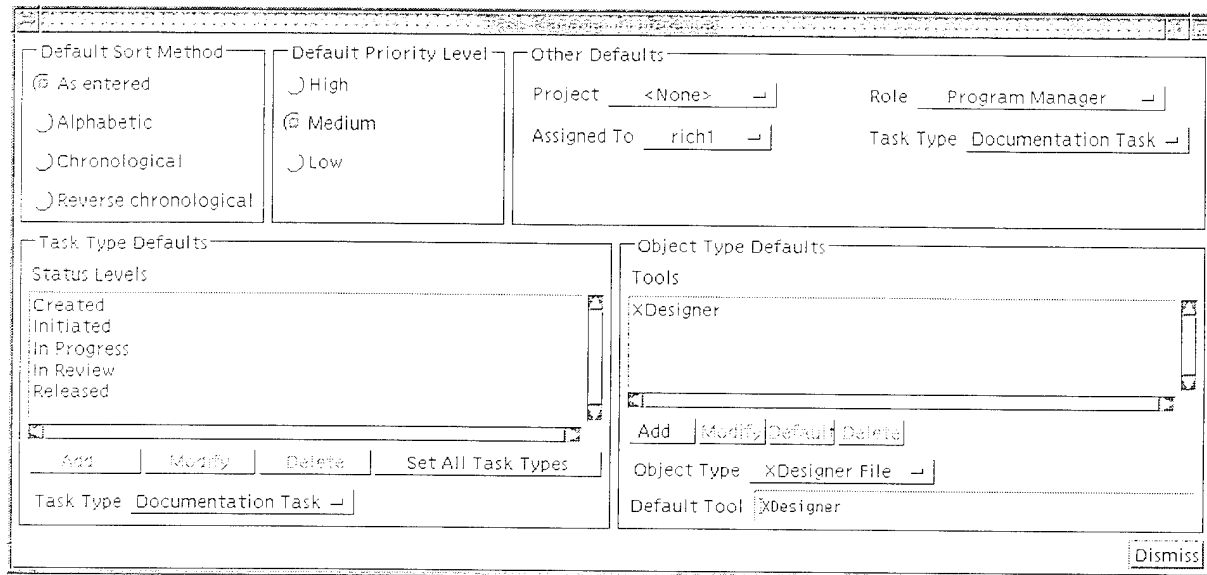 Default Sort Method
As entered
Alphabetic
Chronological
Reverse chronological
Default Priority Level
High
Medium
Low
Other Defaults
Project <None>
Role Program Manager
Assigned To rich1
Task Type Documentation Task
Task Type Defaults
Status Levels
Created
Initiated
In Progress
In Review
Released
Add Modify Delete Set All Task Types
Task Type Documentation Task
Object Type Defaults
Tools
XDesigner
Add Modify Default Delete
Object Type XDesigner File
Default Tool XDesigner
Dismiss